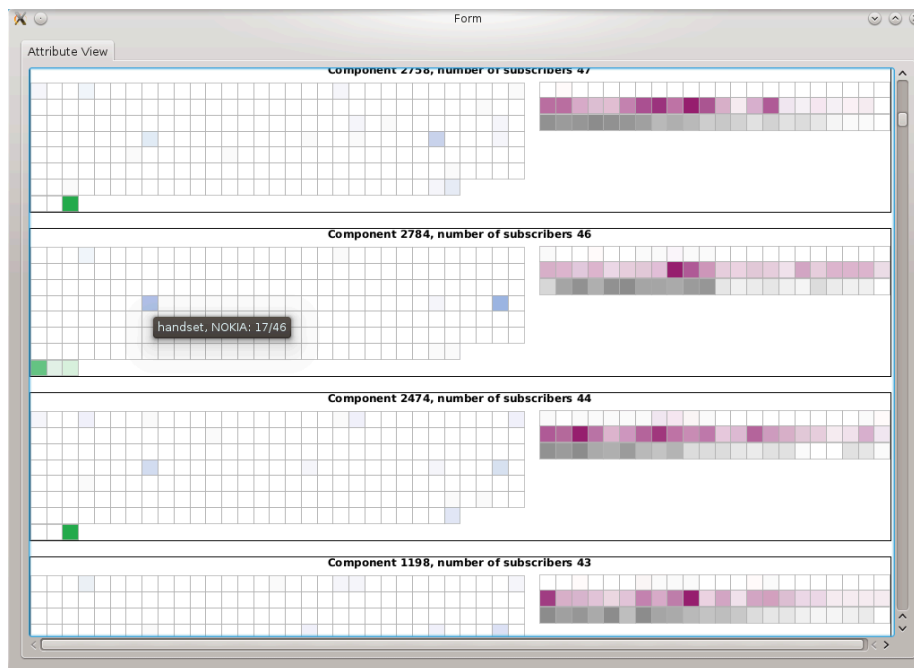 Form
Attribute View
Component 2758, number of subscribers 47
Component 2784, number of subscribers 46
handset, NOKIA: 17/46
Component 2474, number of subscribers 44
Component 1198, number of subscribers 43